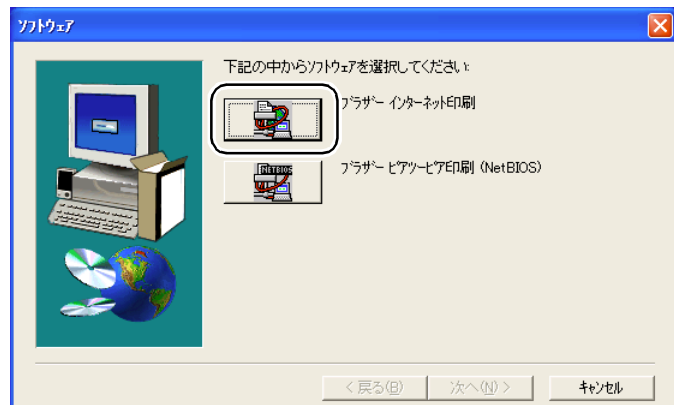 ｿﾌﾄｳｪｱ
下記の中からｿﾌﾄｳｪｱを選択してください:
ﾌﾞﾗｻﾞｰ ｲﾝﾀｰﾈｯﾄ印刷
NETBIOS
ﾌﾞﾗｻﾞｰ ﾋﾟｱﾂｰﾋﾟｱ印刷 (NetBIOS)
< 戻る(B)
次へ(N) >
ｷｬﾝｾﾙ